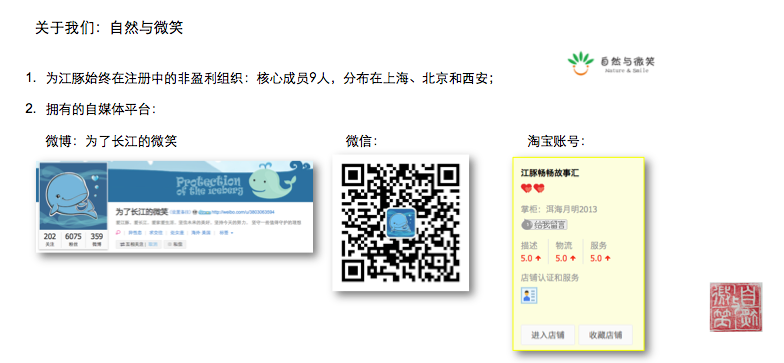 关于我们：自然与微笑
自然与微笑
Nature & Smile
1. 为江豚始终在注册中的非盈利组织：核心成员9人，分布在上海、北京和西安；
2. 拥有的自媒体平台：
微博：为了长江的微笑
微信：
淘宝账号：
Protection
of the iceberg
为了长江的微笑
202
6075
359
关注
粉丝
微博
江豚畅畅故事汇
掌柜：洱海月明2013
给我留言
描述 物流 服务
5.0 5.0 5.0
店铺认证和服务
进入店铺 收藏店铺